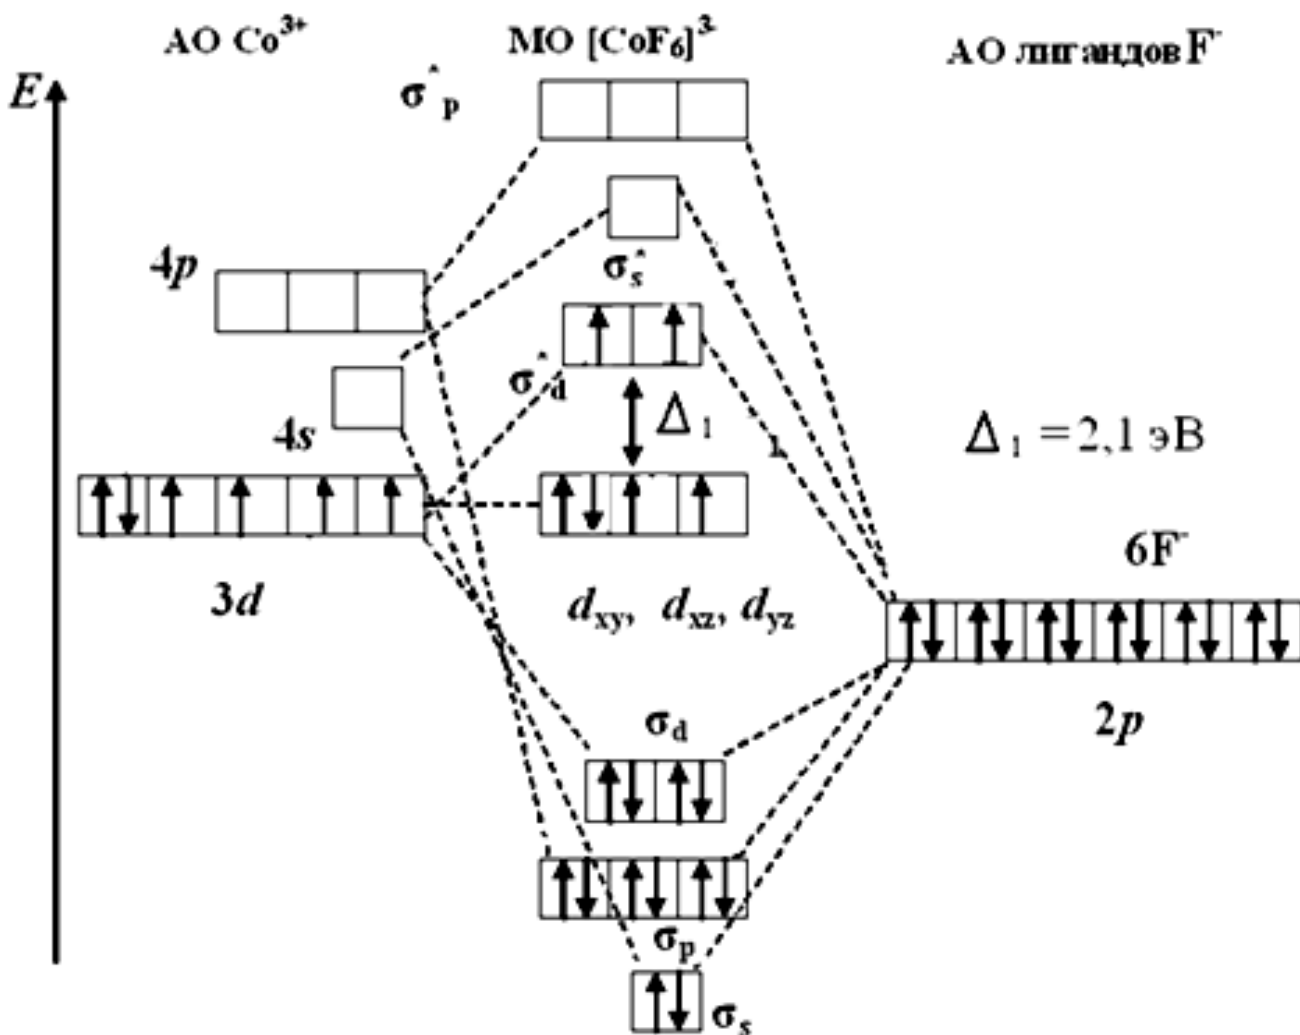 АО Co³⁺
МО [CoF₆]³⁻
АО лигандов F⁻
E
σ^p
4p
σs^
σ^d
4s
Δ₁
Δ₁ = 2,1 эВ
3d
dxy, dxz, dyz
6F⁻
2p
σd
σp
σs